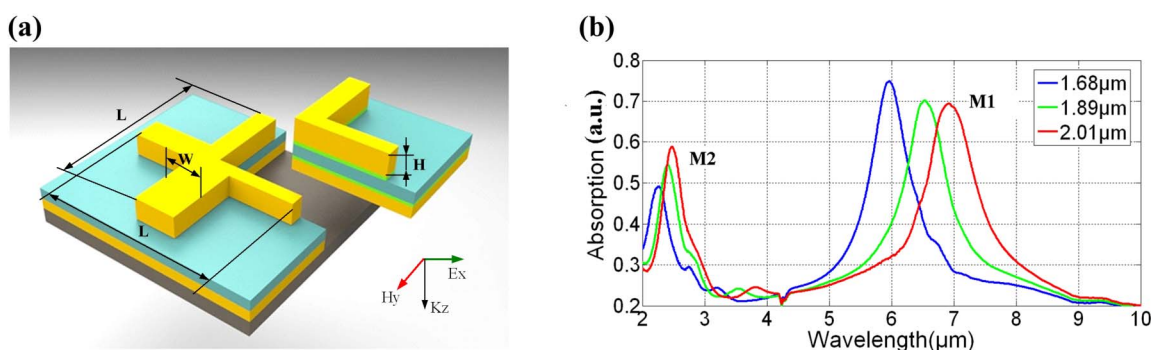 (a)
L
W
H
L
Ex
Hy
Kz
(b)
0.8
0.7
0.6
0.5
0.4
0.3
0.2
Absorption (a.u.)
M2
M1
1.68μm
1.89μm
2.01μm
2 3 4 5 6 7 8 9 10
Wavelength(μm)